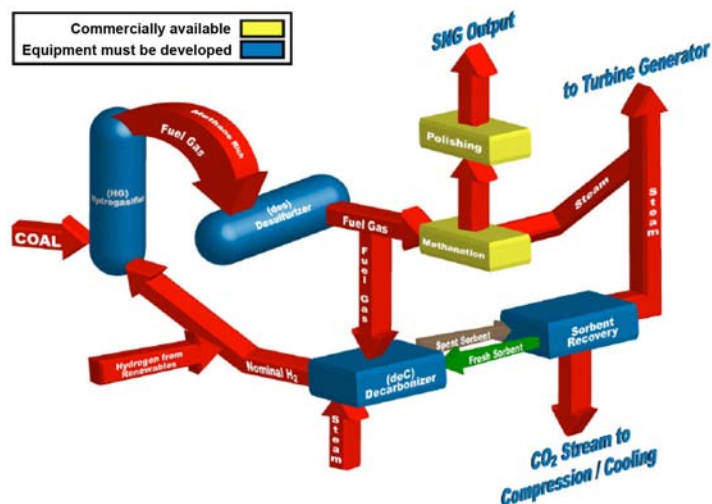 Commercially available
Equipment must be developed
SNG Output
to Turbine Generator
Polishing
Methane Rich
Fuel Gas
(HG)
Hydrogasifier
(des)
Desulfurizer
Fuel Gas
Methanation
Steam
Steam
COAL
Fuel Gas
Spent Sorbent
Fresh Sorbent
Sorbent
Recovery
Hydrogen from
Renewables
Nominal H₂
(deC)
Decarbonizer
Steam
CO₂ Stream to
Compression / Cooling